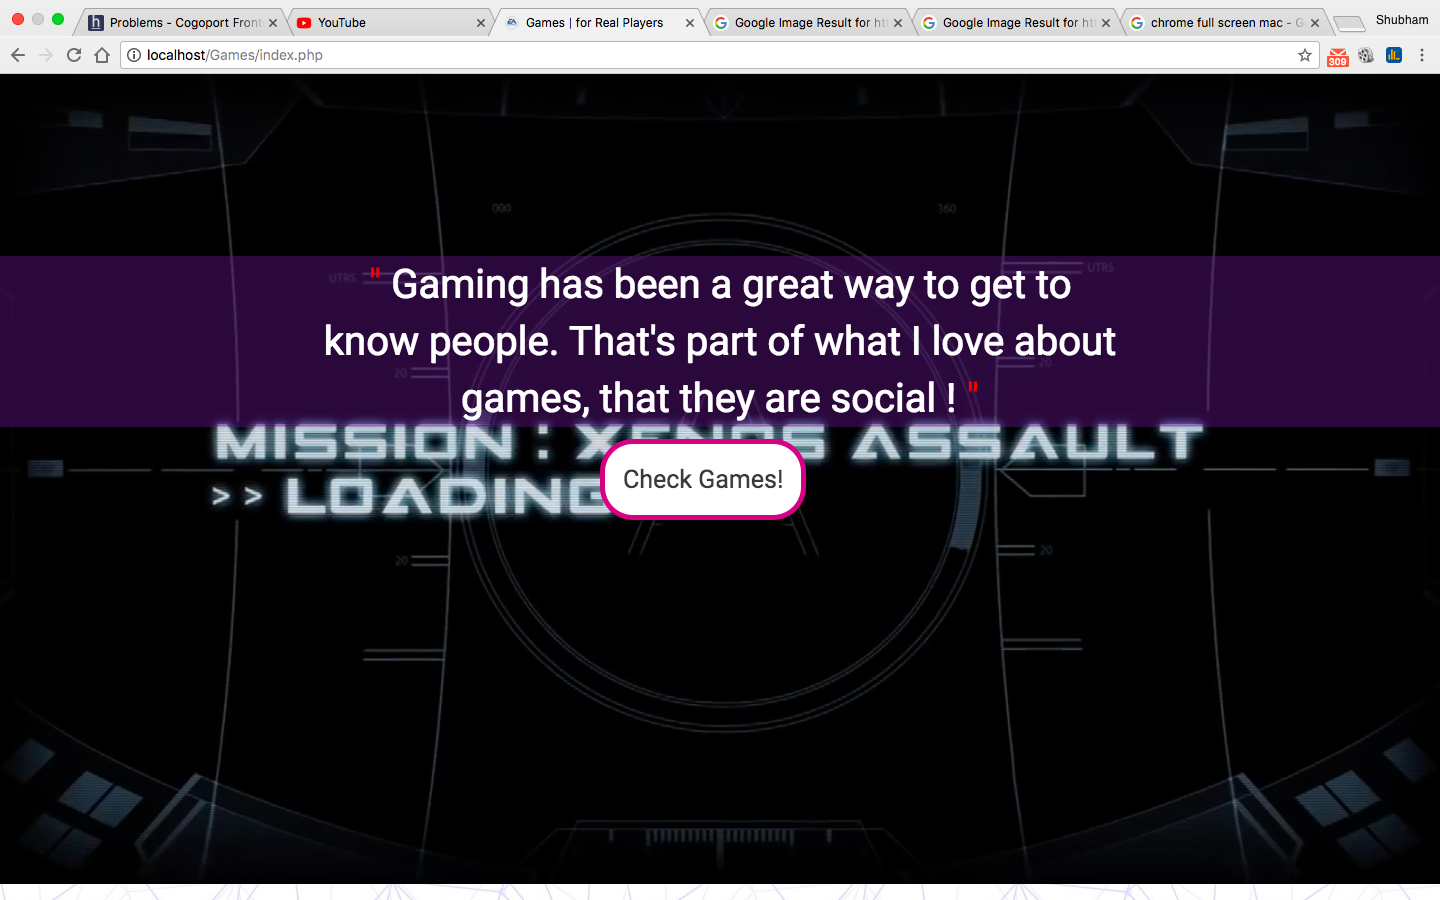 Problems - Cogoport Front
YouTube
Games | for Real Players
Google Image Result for htt
Google Image Result for htt
chrome full screen mac - G
Shubham
localhost/Games/index.php
309
000
360
UTRS
UTRS
" Gaming has been a great way to get to
know people. That's part of what I love about
games, that they are social ! "
20
20
MISSION : XENOS ASSAULT
>> LOADING
Check Games!
20
20